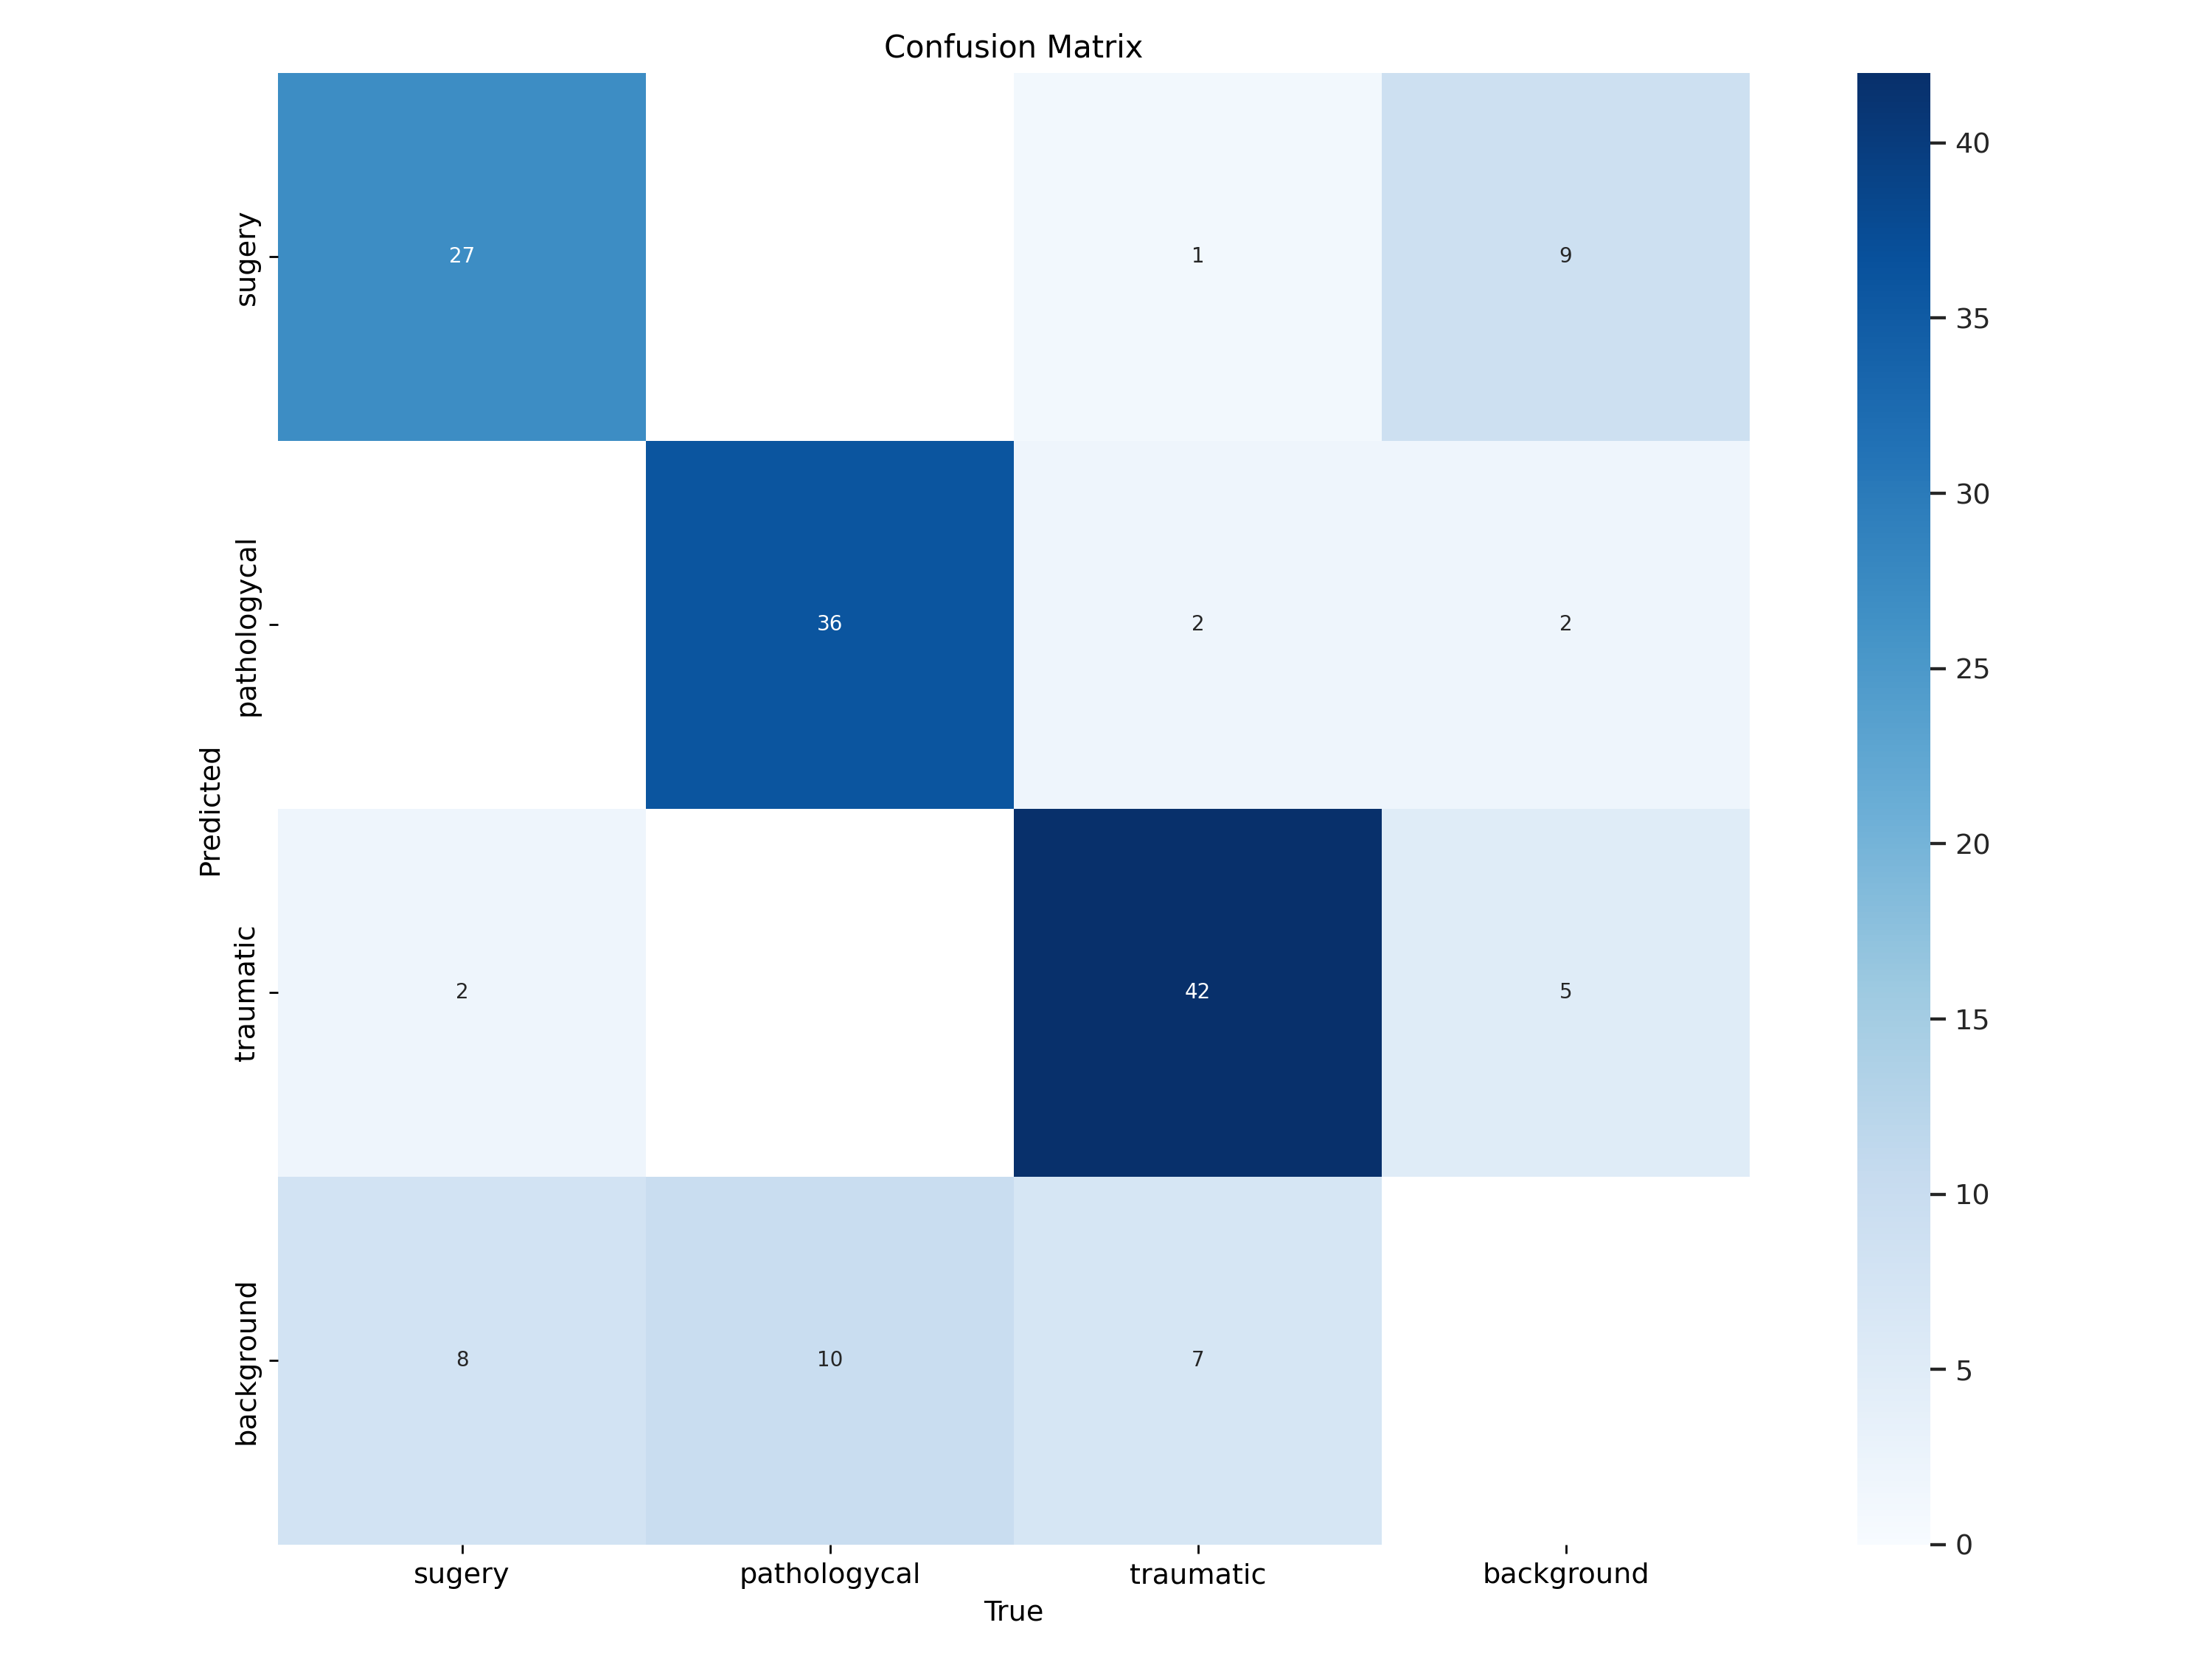 Confusion Matrix
sugery
27
1
9
pathologycal
36
2
2
traumatic
2
42
5
background
8
10
7
Predicted
sugery
pathologycal
traumatic
background
True
40
35
30
25
20
15
10
5
0